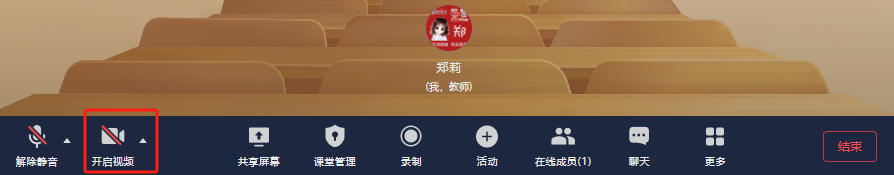 郑
郑莉
(我，教师)
解除静音
开启视频
共享屏幕
课堂管理
录制
活动
在线成员(1)
聊天
更多
结束